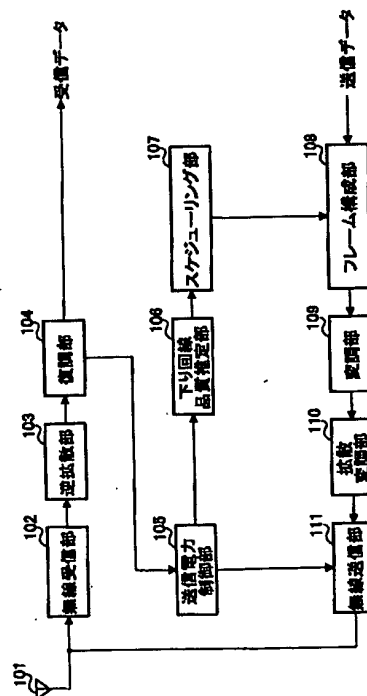 101
102
無線受信部
103
逆拡散部
104
復調部
受信データ
105
送信電力
制御部
106
下り回線
品質推定部
107
スケジューリング部
送信データ
108
フレーム構成部
109
変調部
110
拡散
変調部
111
無線送信部